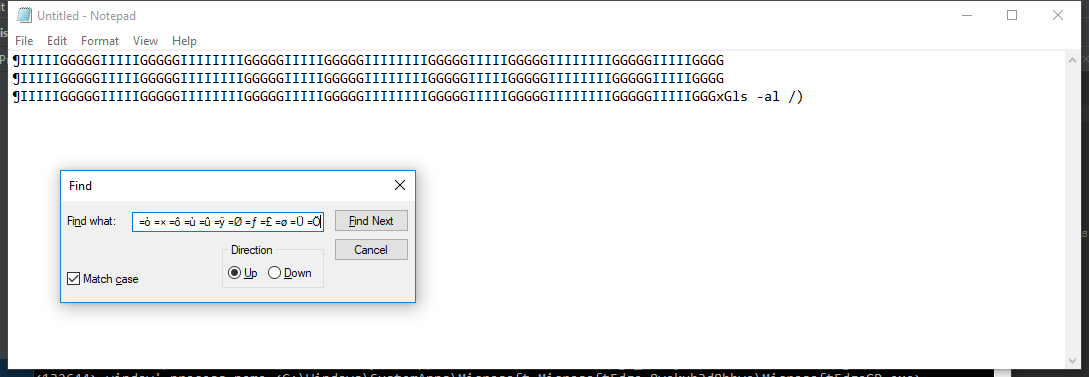 Untitled - Notepad
File Edit Format View Help
¶IIIIIGGGGGIIIIIGGGGGIIIIIIIIGGGGGIIIIIGGGGGIIIIIIIIGGGGGIIIIIGGGGGIIIIIIIIGGGGGIIIIIGGGG
¶IIIIIGGGGGIIIIIGGGGGIIIIIIIIGGGGGIIIIIGGGGGIIIIIIIIGGGGGIIIIIGGGGGIIIIIIIIGGGGGIIIIIGGGG
¶IIIIIGGGGGIIIIIGGGGGIIIIIIIIGGGGGIIIIIGGGGGIIIIIIIIGGGGGIIIIIGGGGGIIIIIIIIGGGGGIIIIIGGGxGls -al /)
Find
Find what: =ò =× =ô =ù =û =ÿ =Ø =ƒ =£ =ø =Ü =Ö Find Next
Direction Cancel
Up Down
Match case